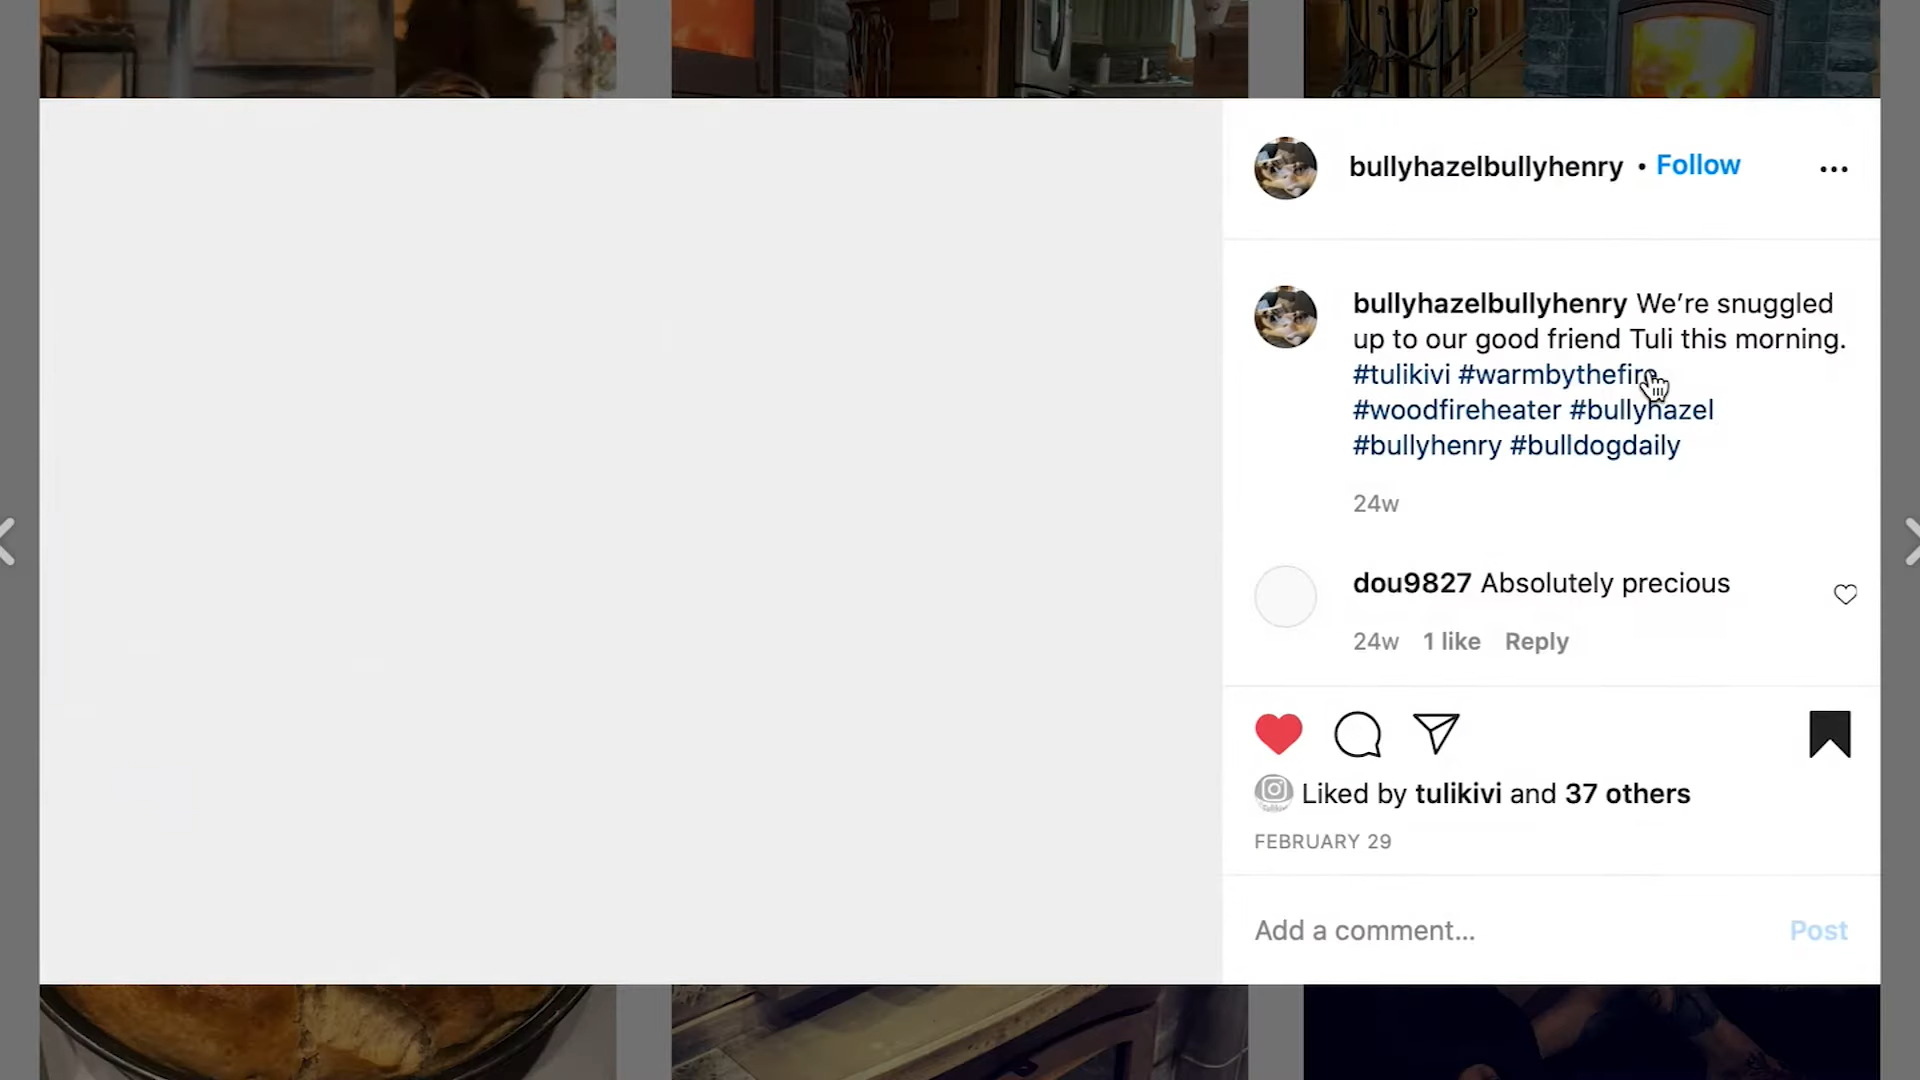 bullyhazelbullyhenry • Follow
bullyhazelbullyhenry We’re snuggled
up to our good friend Tuli this morning.
#tulikivi #warmbythefire
#woodfireheater #bullyhazel
#bullyhenry #bulldogdaily
24w
dou9827 Absolutely precious
24w 1 like Reply
Liked by tulikivi and 37 others
FEBRUARY 29
Add a comment... Post